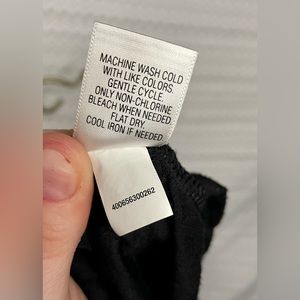 MACHINE WASH COLD
WITH LIKE COLORS.
GENTLE CYCLE.
ONLY NON-CHLORINE
BLEACH WHEN NEEDED.
FLAT DRY.
COOL IRON IF NEEDED.
400656300262